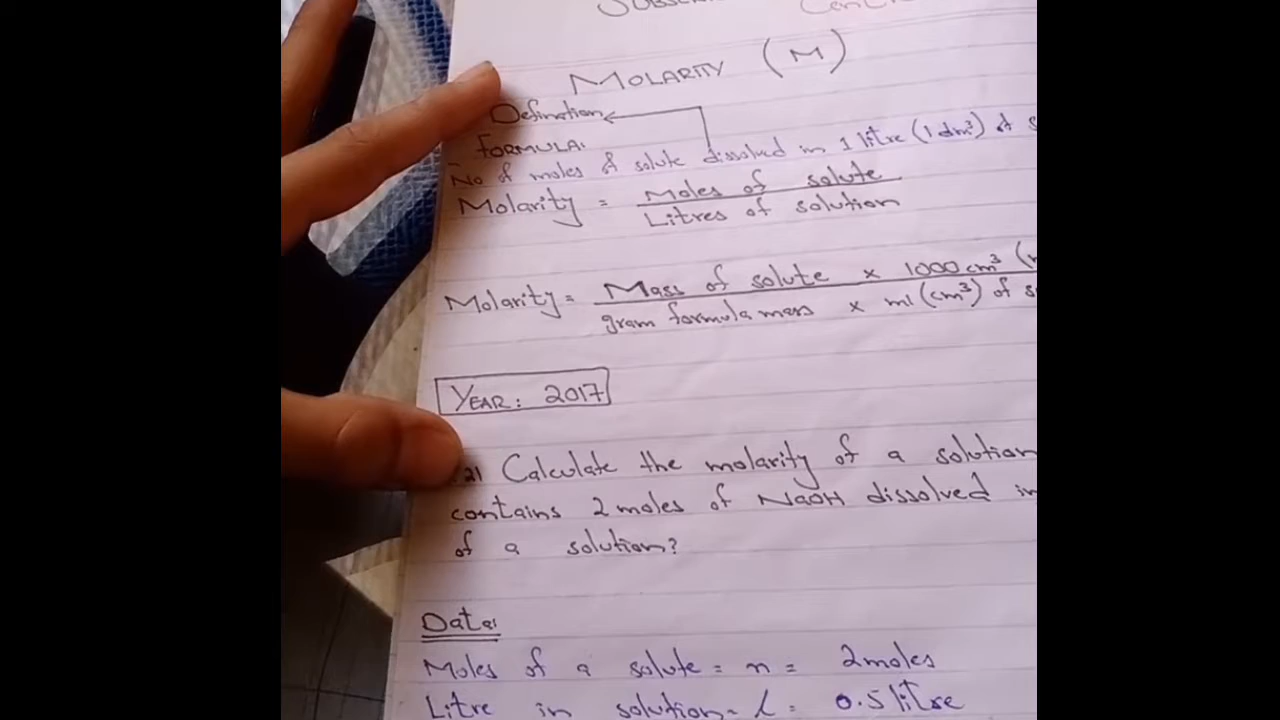 MOLARITY (M)
Definition
FORMULA:
No of moles of solute dissolved in 1 litre (1 dm³) of
Molarity = Moles of solute
Litres of solution
Molarity = Mass of solute x 1000 cm³
gram formula mass x ml (cm³) of
YEAR: 2017
Calculate the molarity of a solution
contains 2 moles of NaOH dissolved in
of a solution?
Data:
Moles of a solute = n = 2 moles
Litre in solution = l = 0.5 litre